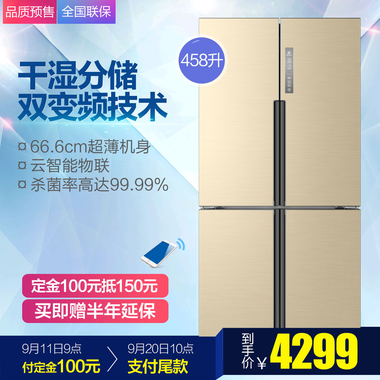 品质预售 全国联保
458升
干湿分储
双变频技术
66.6cm超薄机身
云智能物联
杀菌率高达99.99%
定金100元抵150元
买即赠半年延保
9月11日9点 9月20日10点
付定金100元 支付尾款
到手价 ¥4299